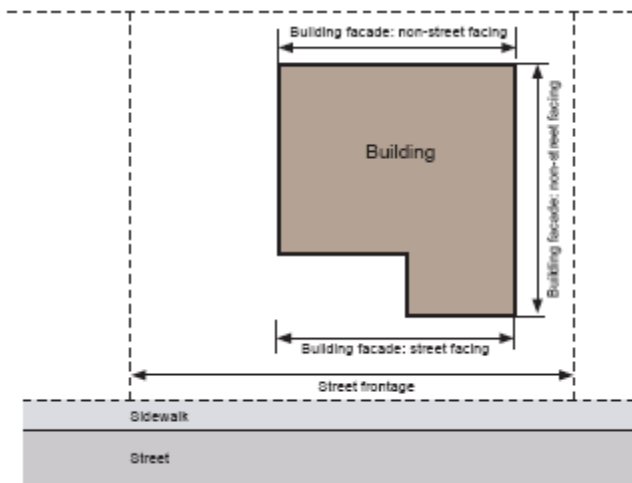 Building facade: non-street facing
Building
Building facade: non-street facing
Building facade: street facing
Street frontage
Sidewalk
Street